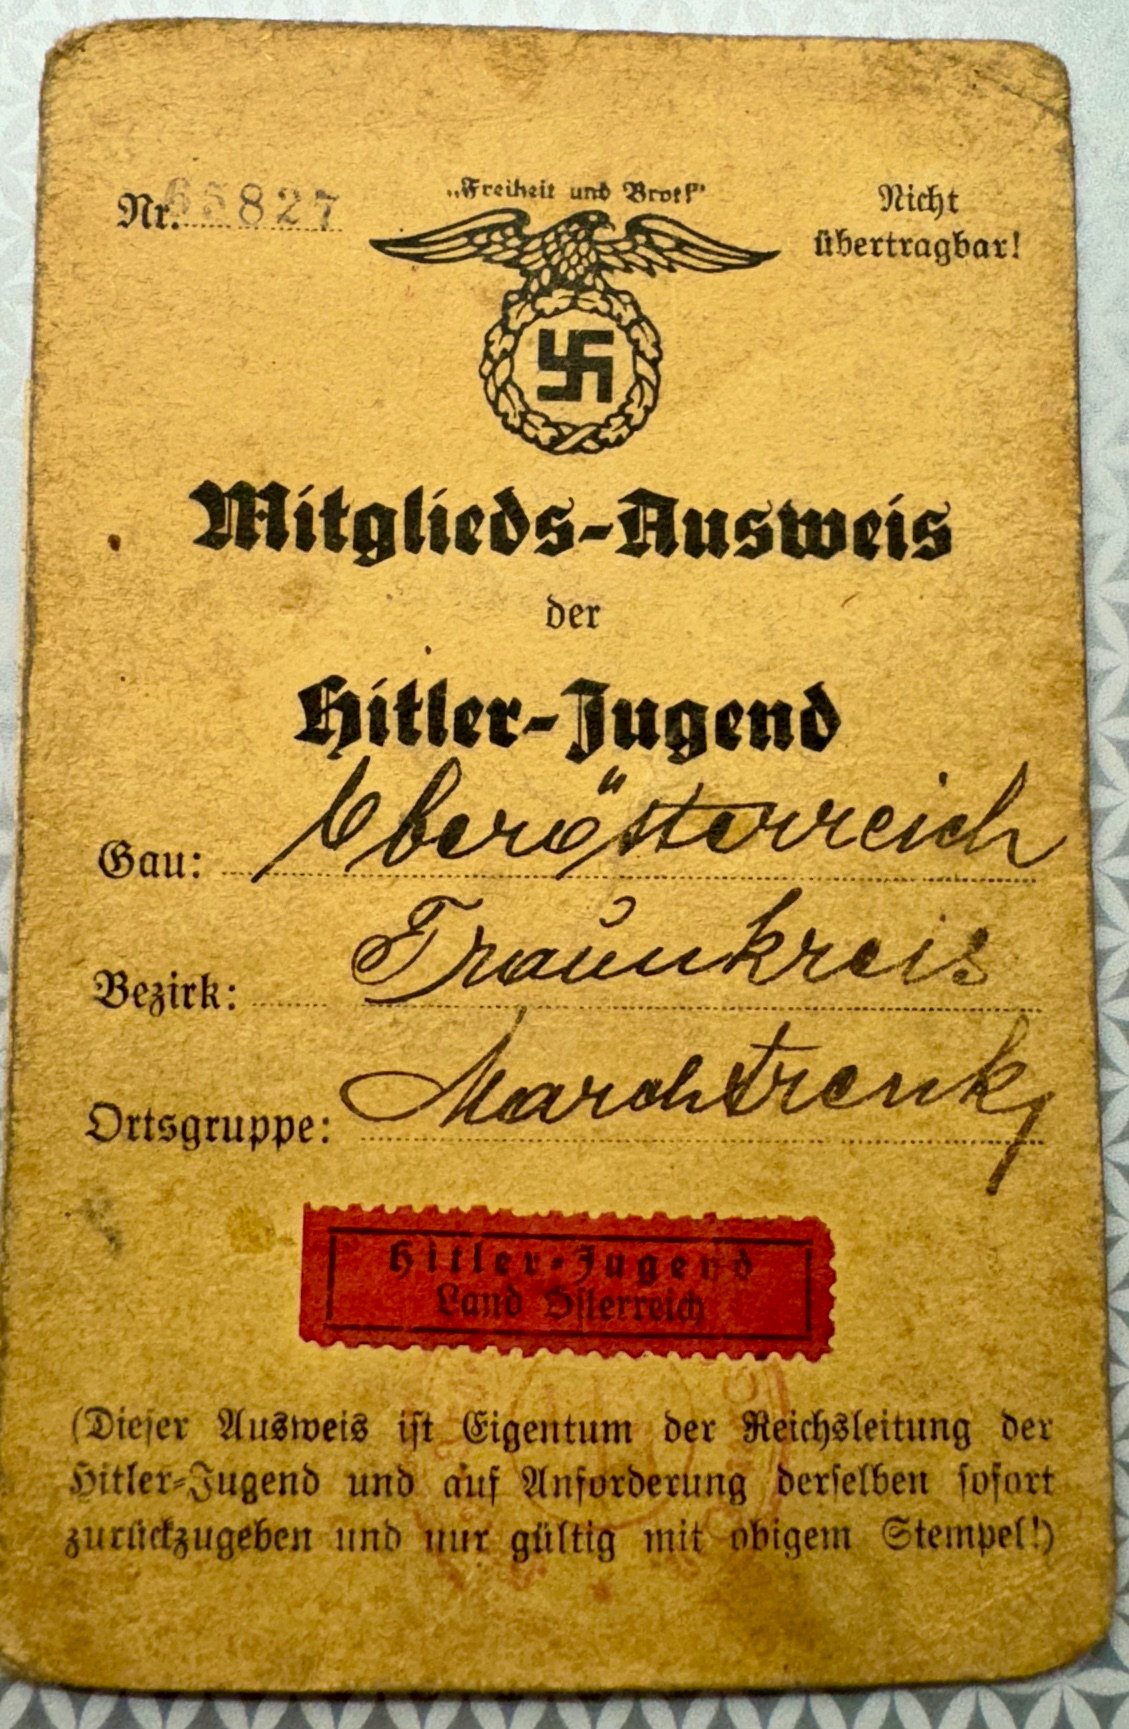 Nr. 65827
„Freiheit und Brot!"
Nicht
übertragbar!
Mitglieds-Ausweis
der
Hitler-Jugend
Gau: Oberösterreich
Bezirk: Traunkreis
Ortsgruppe: Marchtrenk
Hitler-Jugend
Land Österreich
(Dieser Ausweis ist Eigentum der Reichsleitung der
Hitler-Jugend und auf Anforderung derselben sofort
zurückzugeben und nur gültig mit obigem Stempel!)